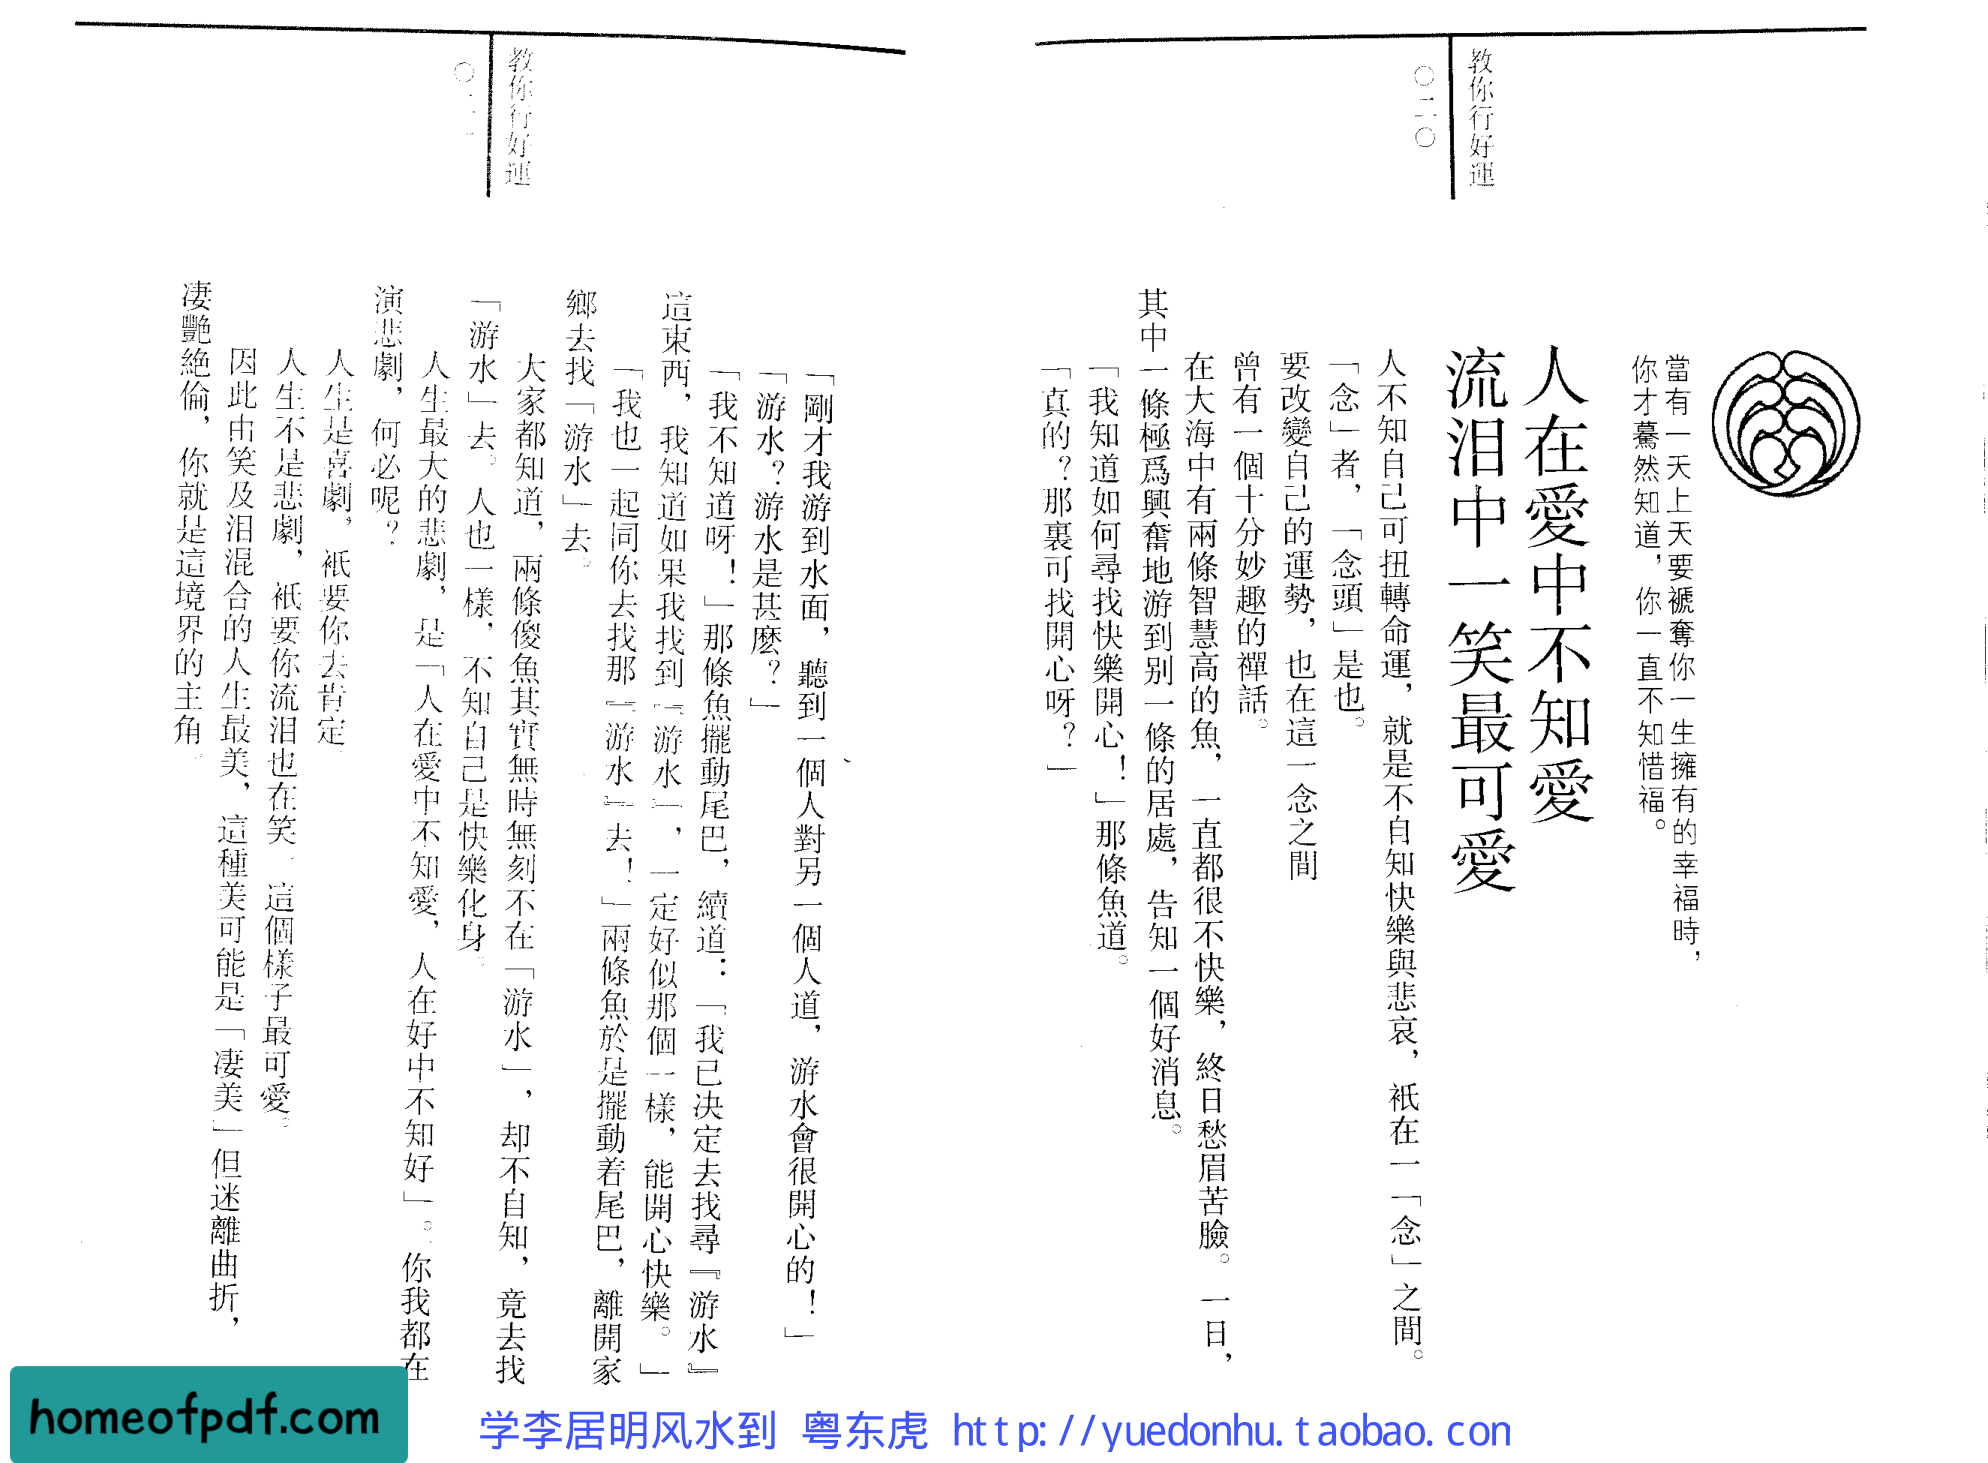 教你行好運
〇二〇
當有一天上天要褫奪你一生擁有的幸福時，
你才驀然知道，你一直不知惜福。
人在愛中不知愛
流泪中一笑最可愛
人不知自己可扭轉命運，就是不自知快樂與悲哀，衹在一「念」之間。
「念」者，「念頭」是也。
要改變自己的運勢，也在這一念之間
曾有一個十分妙趣的禪話。
在大海中有兩條智慧高的魚，一直都很不快樂，終日愁眉苦臉。一日，
其中一條極爲興奮地游到别一條的居處，告知一個好消息。
「我知道如何尋找快樂開心！」那條魚道。
「真的？那裏可找開心呀？」
教你行好運
「剛才我游到水面，聽到一個人對另一個人道，游水會很開心的！」
「游水？游水是甚麽？」
「我不知道呀！」那條魚擺動尾巴，續道：「我已决定去找尋『游水』
這東西，我知道如果我找到『游水』，一定好似那個一樣，能開心快樂。」
「我也一起同你去找那『游水』去！」兩條魚於是擺動着尾巴，離開家
鄉去找「游水」去。
大家都知道，兩條傻魚其實無時無刻不在「游水」，却不自知，竟去找
「游水」去。人也一樣，不知自己是快樂化身。
人生最大的悲劇，是「人在愛中不知愛，人在好中不知好」。你我都在
演悲劇，何必呢？
人生是喜劇，衹要你去肯定。
人生不是悲劇，衹要你流泪也在笑。這個樣子最可愛。
因此由笑及泪混合的人生最美，這種美可能是「凄美」但迷離曲折，
凄艷絶倫，你就是這境界的主角。
homeofpdf.com
学李居明风水到 粤东虎 http://yuedonhu.taobao.com